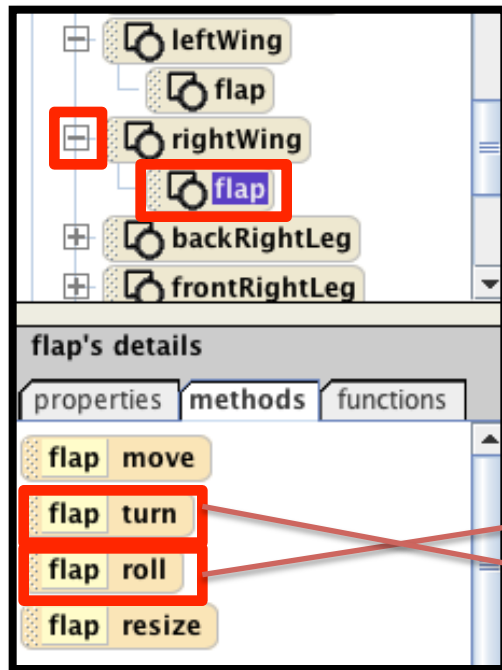 leftWing
flap
rightWing
flap
backRightLeg
frontRightLeg
flap's details
properties methods functions
flap move
flap turn
flap roll
flap resize